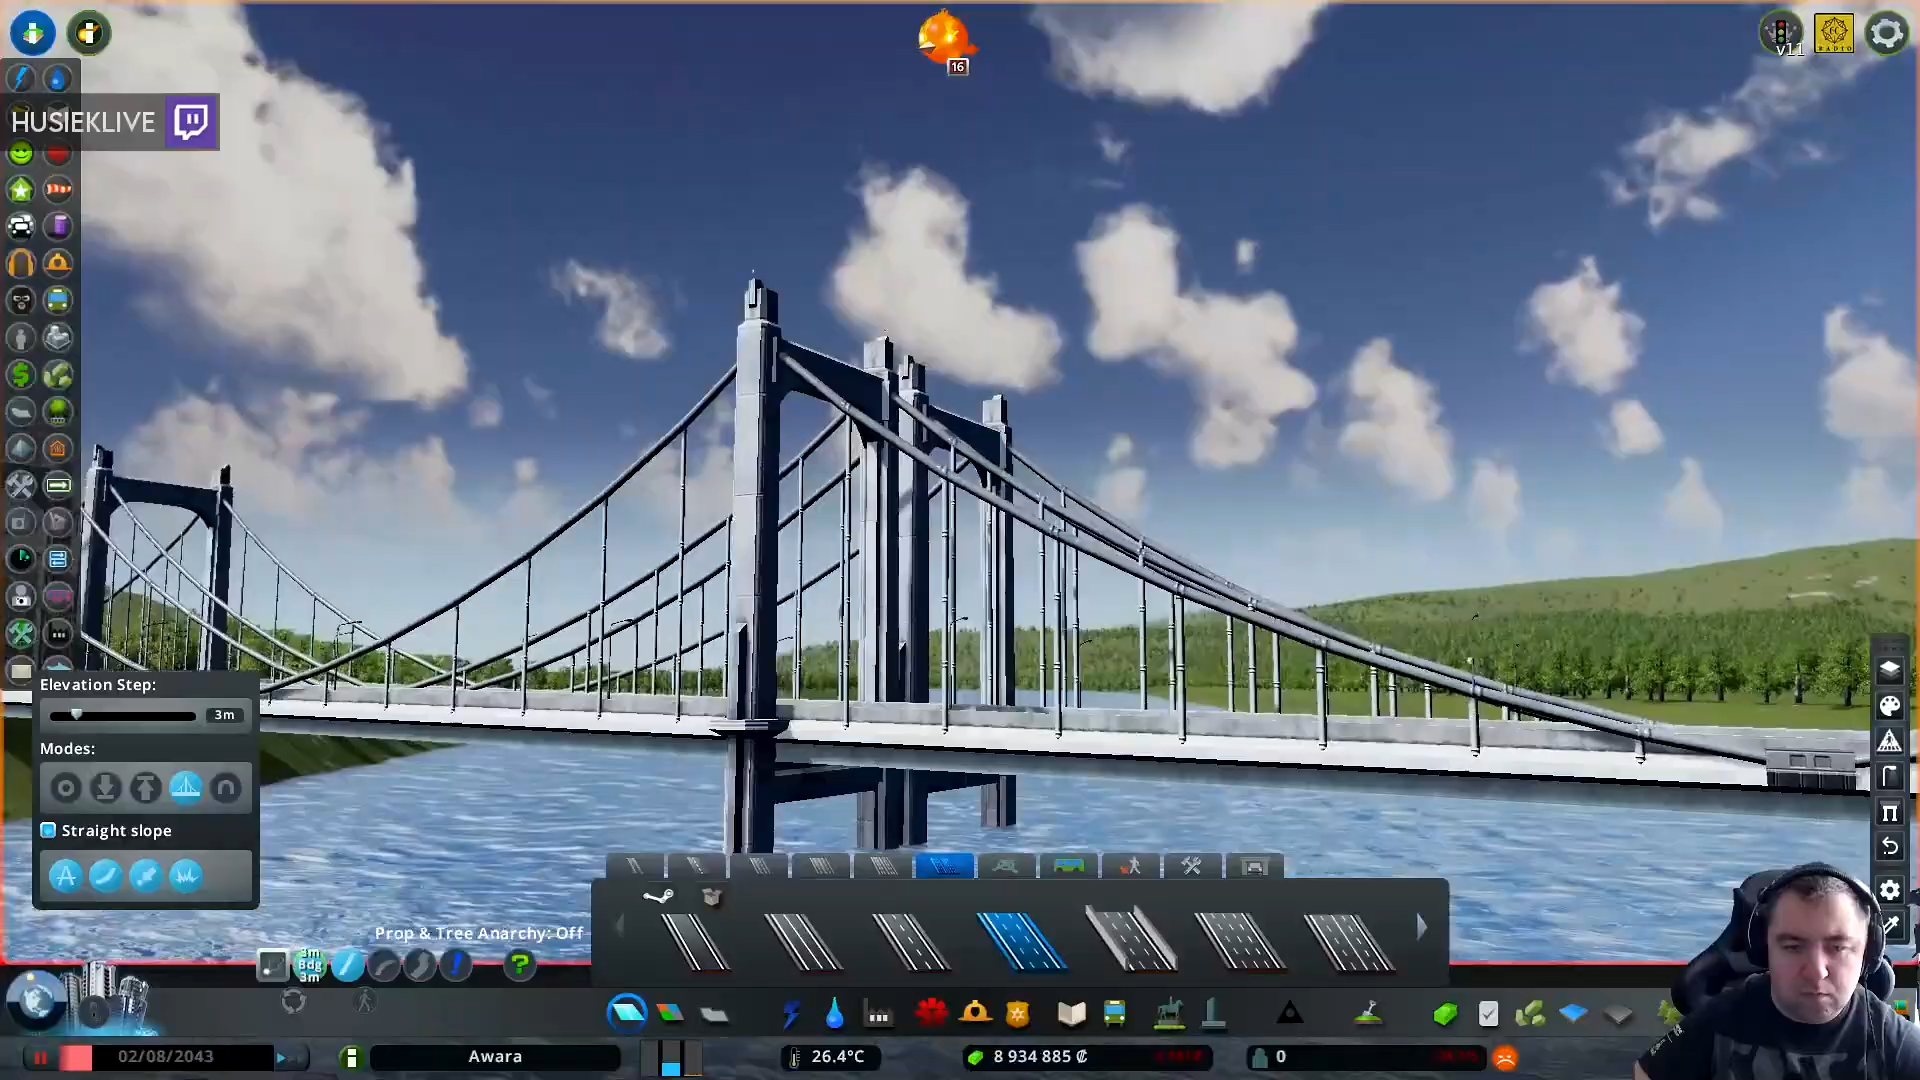 16
v11
RADIO
HUSIEKLIVE
Elevation Step:
3m
Modes:
Straight slope
Prop & Tree Anarchy: Off
3m
Bdg
3m
02/08/2043
Awara
26.4°C
8 934 885 ₡
0